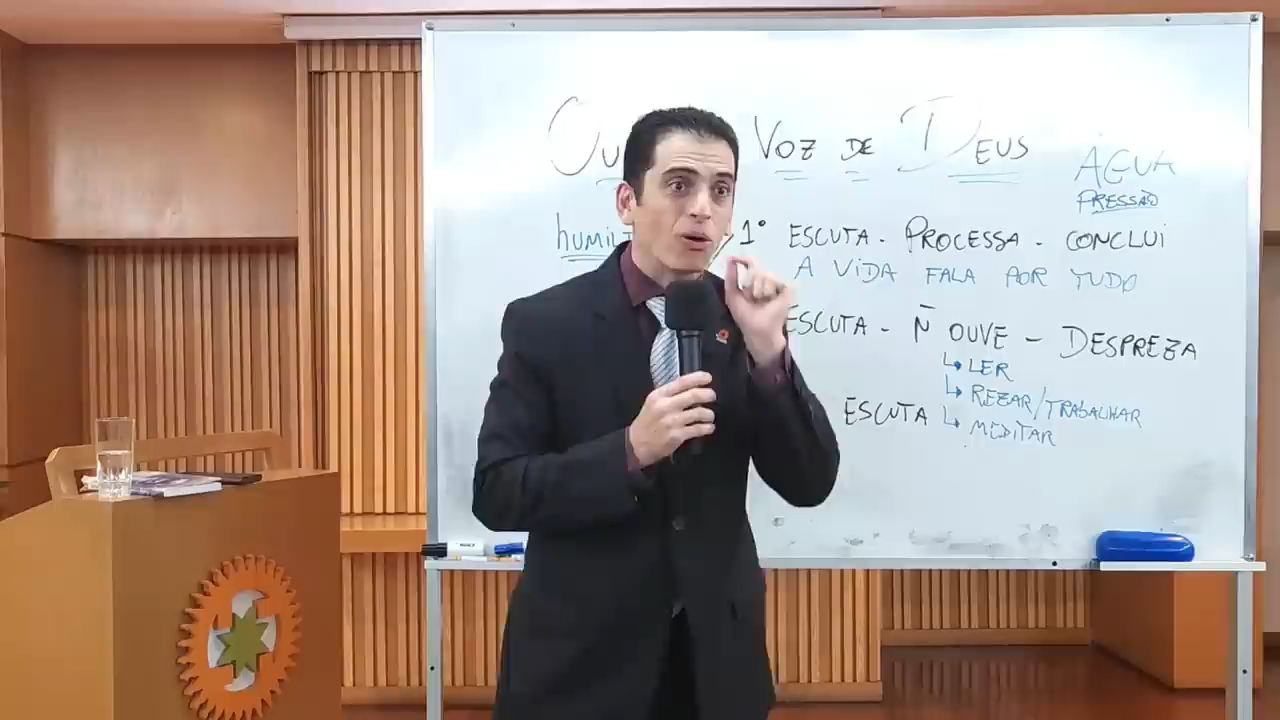 VOZ DE DEUS
ÁGUA
PRESSÃO
1° ESCUTA - PROCESSA - CONCLUI
A VIDA FALA POR TUDO
ESCUTA - Ñ OUVE - DESPREZA
↳ LER
↳ REZAR/TRABALHAR
ESCUTA ↳ MEDITAR